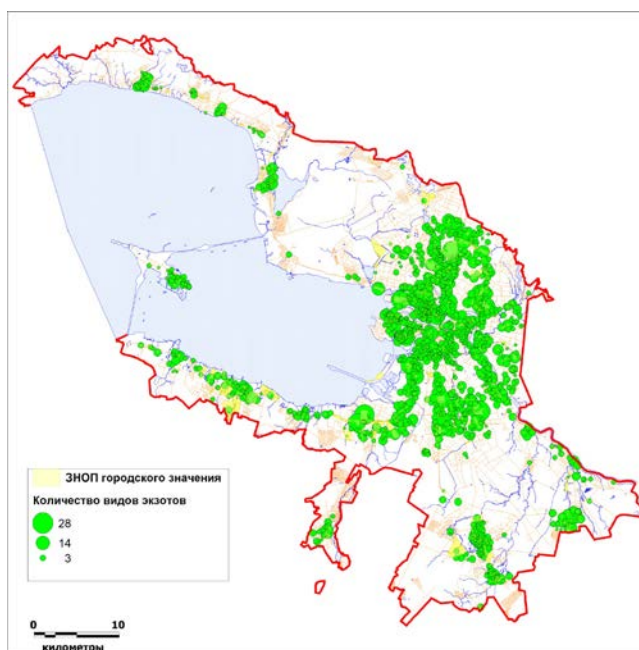 ЗНОП городского значения
Количество видов экзотов
28
14
3
0 10
километры